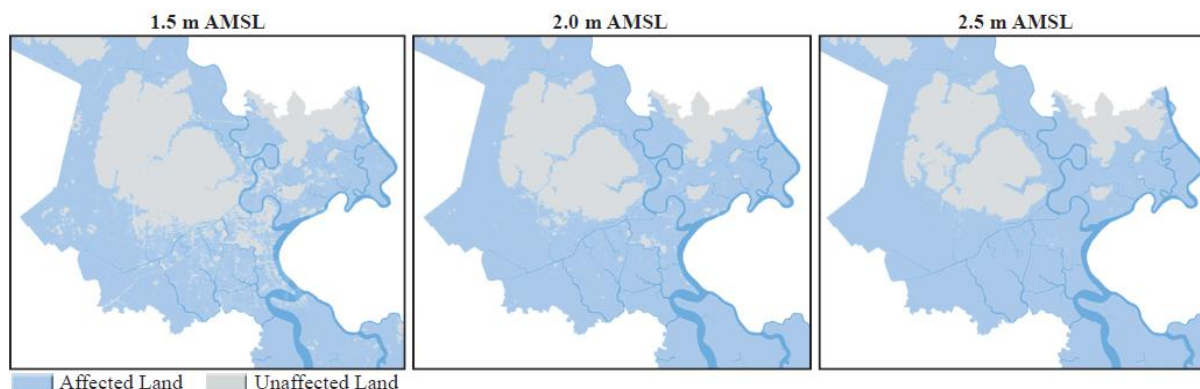 1.5 m AMSL 2.0 m AMSL 2.5 m AMSL
Affected Land Unaffected Land